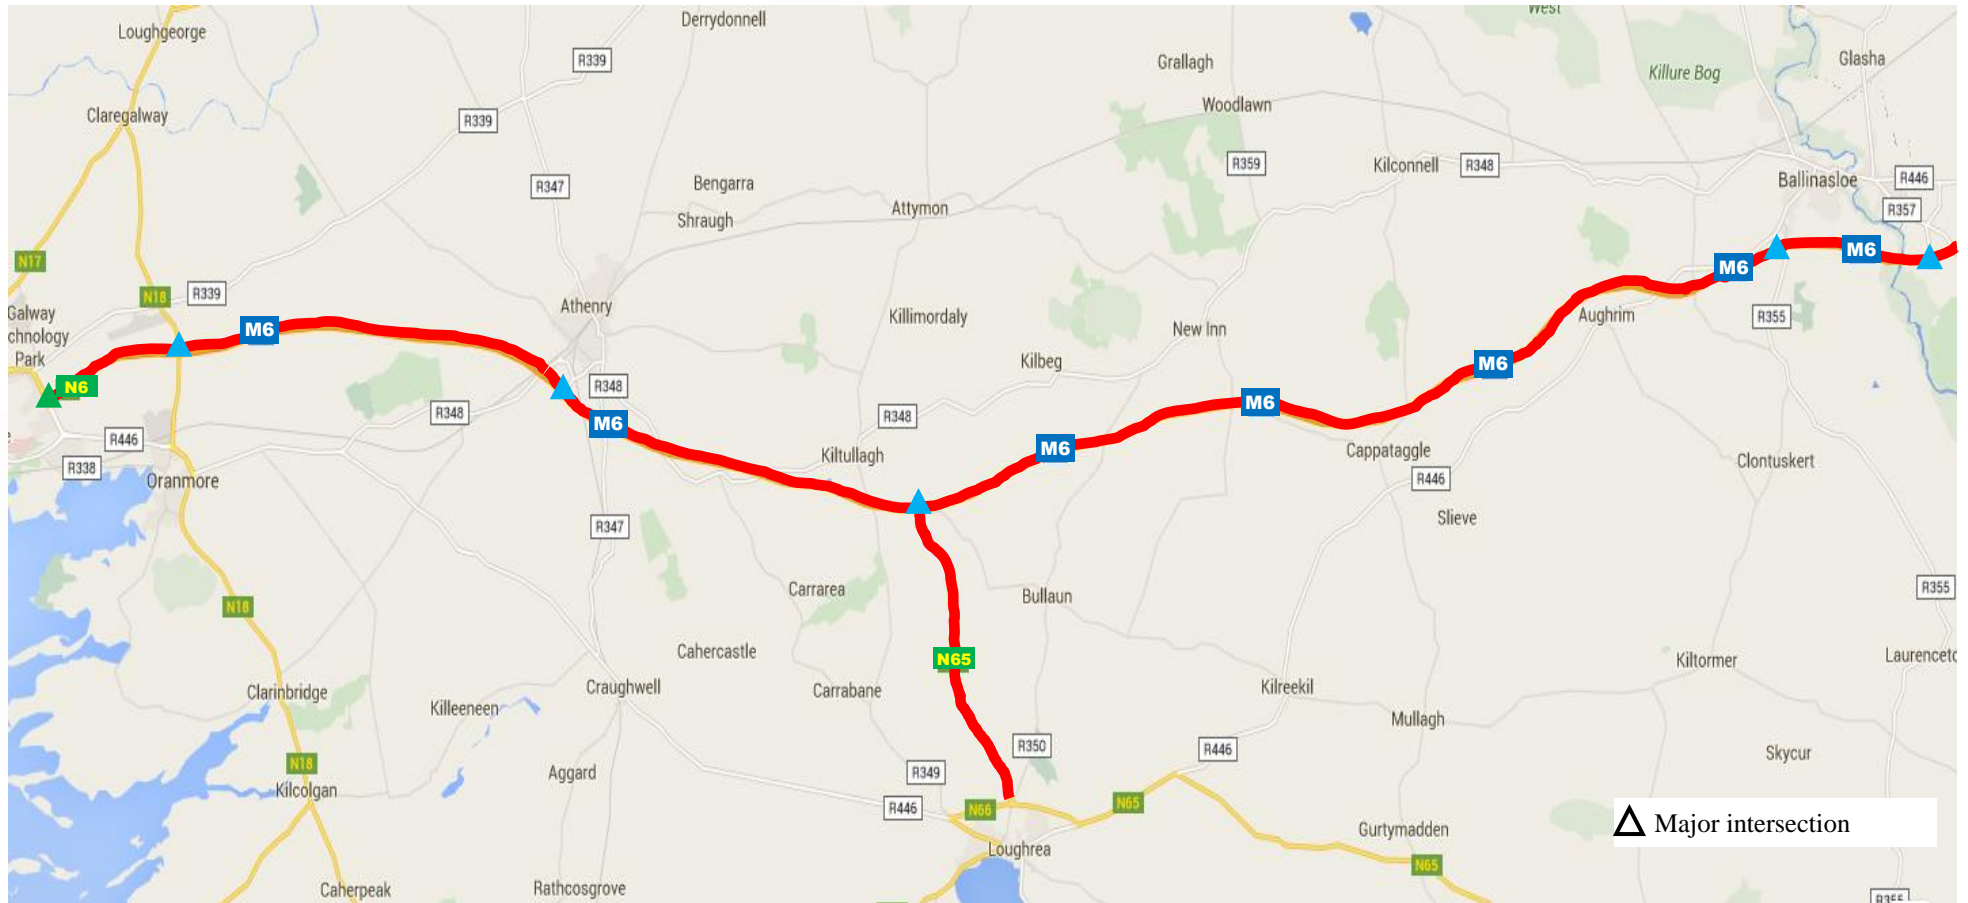 West
Derrydonnell
Loughgeorge
R339
Glasha
Grallagh
Killure Bog
Woodlawn
Claregalway
R339
R359
Kilconnell
R348
Ballinasloe
R446
R347
Bengarra
Attymon
Shraugh
R357
N17
M6
M6
N18
R339
Athenry
Galway
chnology
Park
M6
Killimordaly
New Inn
Aughrim
R355
Kilbeg
M6
N6
R348
R348
R348
M6
M6
R446
M6
Kiltullagh
Cappataggle
Clontuskert
R338
Oranmore
R446
Slieve
R347
Carrarea
Bullaun
R355
N18
Cahercastle
N65
Kiltormer
Laurenceto
Clarinbridge
Craughwell
Carrabane
Kilreekil
Killeeneen
Mullagh
R350
R446
Skycur
N18
Aggard
R349
Kilcolgan
R446
N66
N65
Major intersection
Gurtymadden
Loughrea
N65
Caherpeak
Rathcosgrove
R355